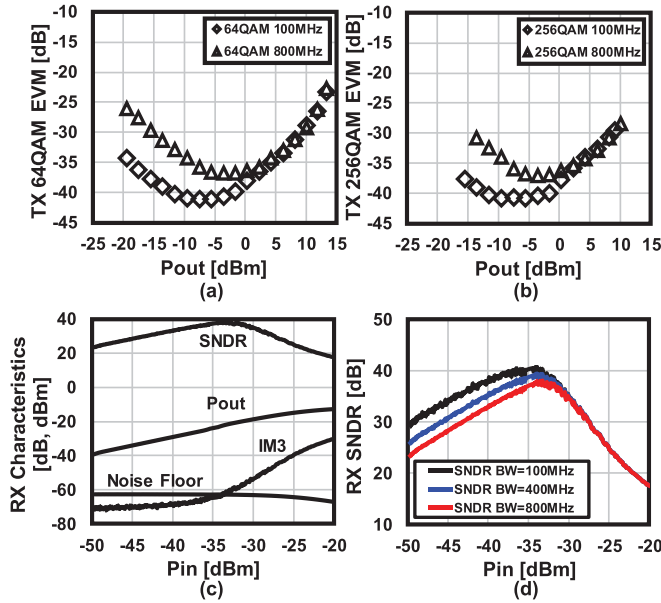 TX 64QAM EVM [dB]
-10
-15
-20
-25
-30
-35
-40
-45
64QAM 100MHz
64QAM 800MHz
-25 -20 -15 -10 -5 0 5 10 15
Pout [dBm]
(a)
TX 256QAM EVM [dB]
-10
-15
-20
-25
-30
-35
-40
-45
256QAM 100MHz
256QAM 800MHz
-25 -20 -15 -10 -5 0 5 10 15
Pout [dBm]
(b)
RX Characteristics
[dB, dBm]
40
20
0
-20
-40
-60
-80
SNDR
Pout
IM3
Noise Floor
-50 -45 -40 -35 -30 -25 -20
Pin [dBm]
(c)
RX SNDR
[dB]
50
40
30
20
10
SNDR BW=100MHz
SNDR BW=400MHz
SNDR BW=800MHz
-50 -45 -40 -35 -30 -25 -20
Pin [dBm]
(d)